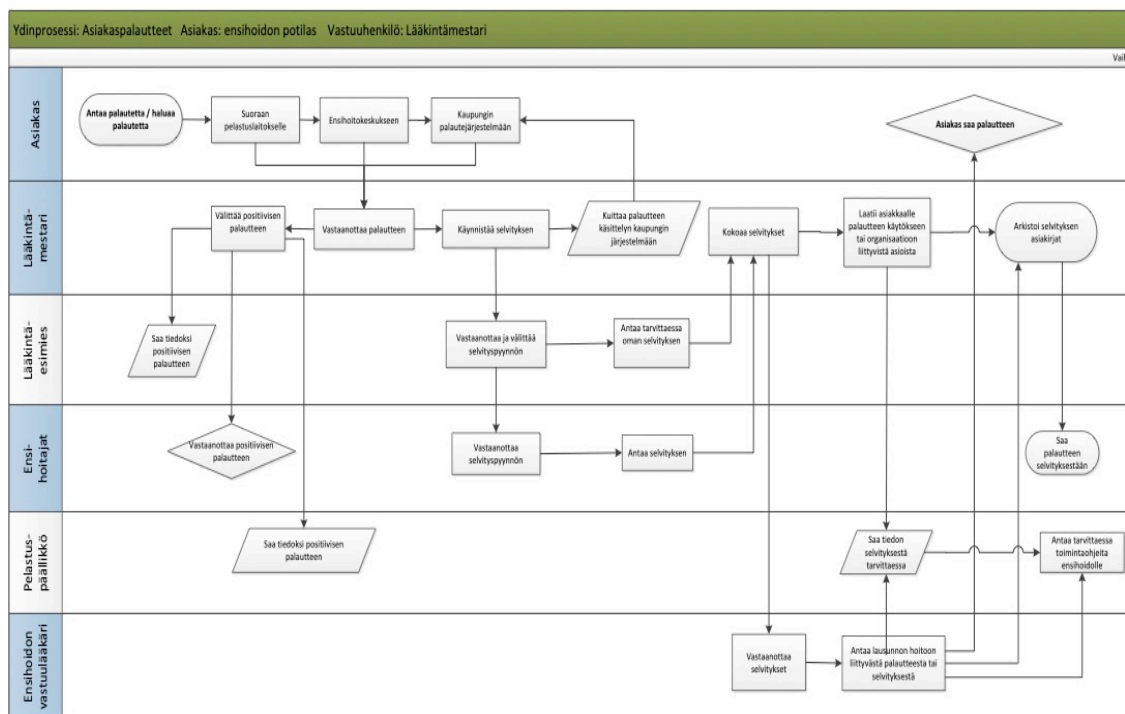 Ydinprosessi: Asiakaspalautteet Asiakas: ensihoidon potilas Vastuuhenkilö: Lääkintämestari
Vai
Asiakas
Antaa palautetta / haluaa
palautetta
Suoraan
pelastuslaitokselle
Ensihoitokeskukseen
Kaupungin
palautejärjestelmään
Asiakas saa palautteen
Lääkintä-
mestari
Välittää positiivisen
palautteen
Vastaanottaa palautteen
Käynnistää selvityksen
Kuittaa palautteen
käsittelyn kaupungin
järjestelmään
Kokoaa selvitykset
Laatii asiakkaalle
palautteen käytökseen
tai organisaatioon
liittyvistä asioista
Arkistoi selvityksen
asiakirjat
Lääkintä-
esimies
Saa tiedoksi
positiivisen
palautteen
Vastaanottaa ja välittää
selvityspyynnön
Antaa tarvittaessa
oman selvityksen
Ensi-
hoitajat
Vastaanottaa positiivisen
palautteen
Vastaanottaa
selvityspyynnön
Antaa selvityksen
Saa
palautteen
selvityksestään
Pelastus-
päällikkö
Saa tiedoksi positiivisen
palautteen
Saa tiedon
selvityksestä
tarvittaessa
Antaa tarvittaessa
toimintaohjeita
ensihoidolle
Ensihoidon
vastuulääkäri
Vastaanottaa
selvitykset
Antaa lausunnon hoitoon
liittyvästä palautteesta tai
selvityksestä